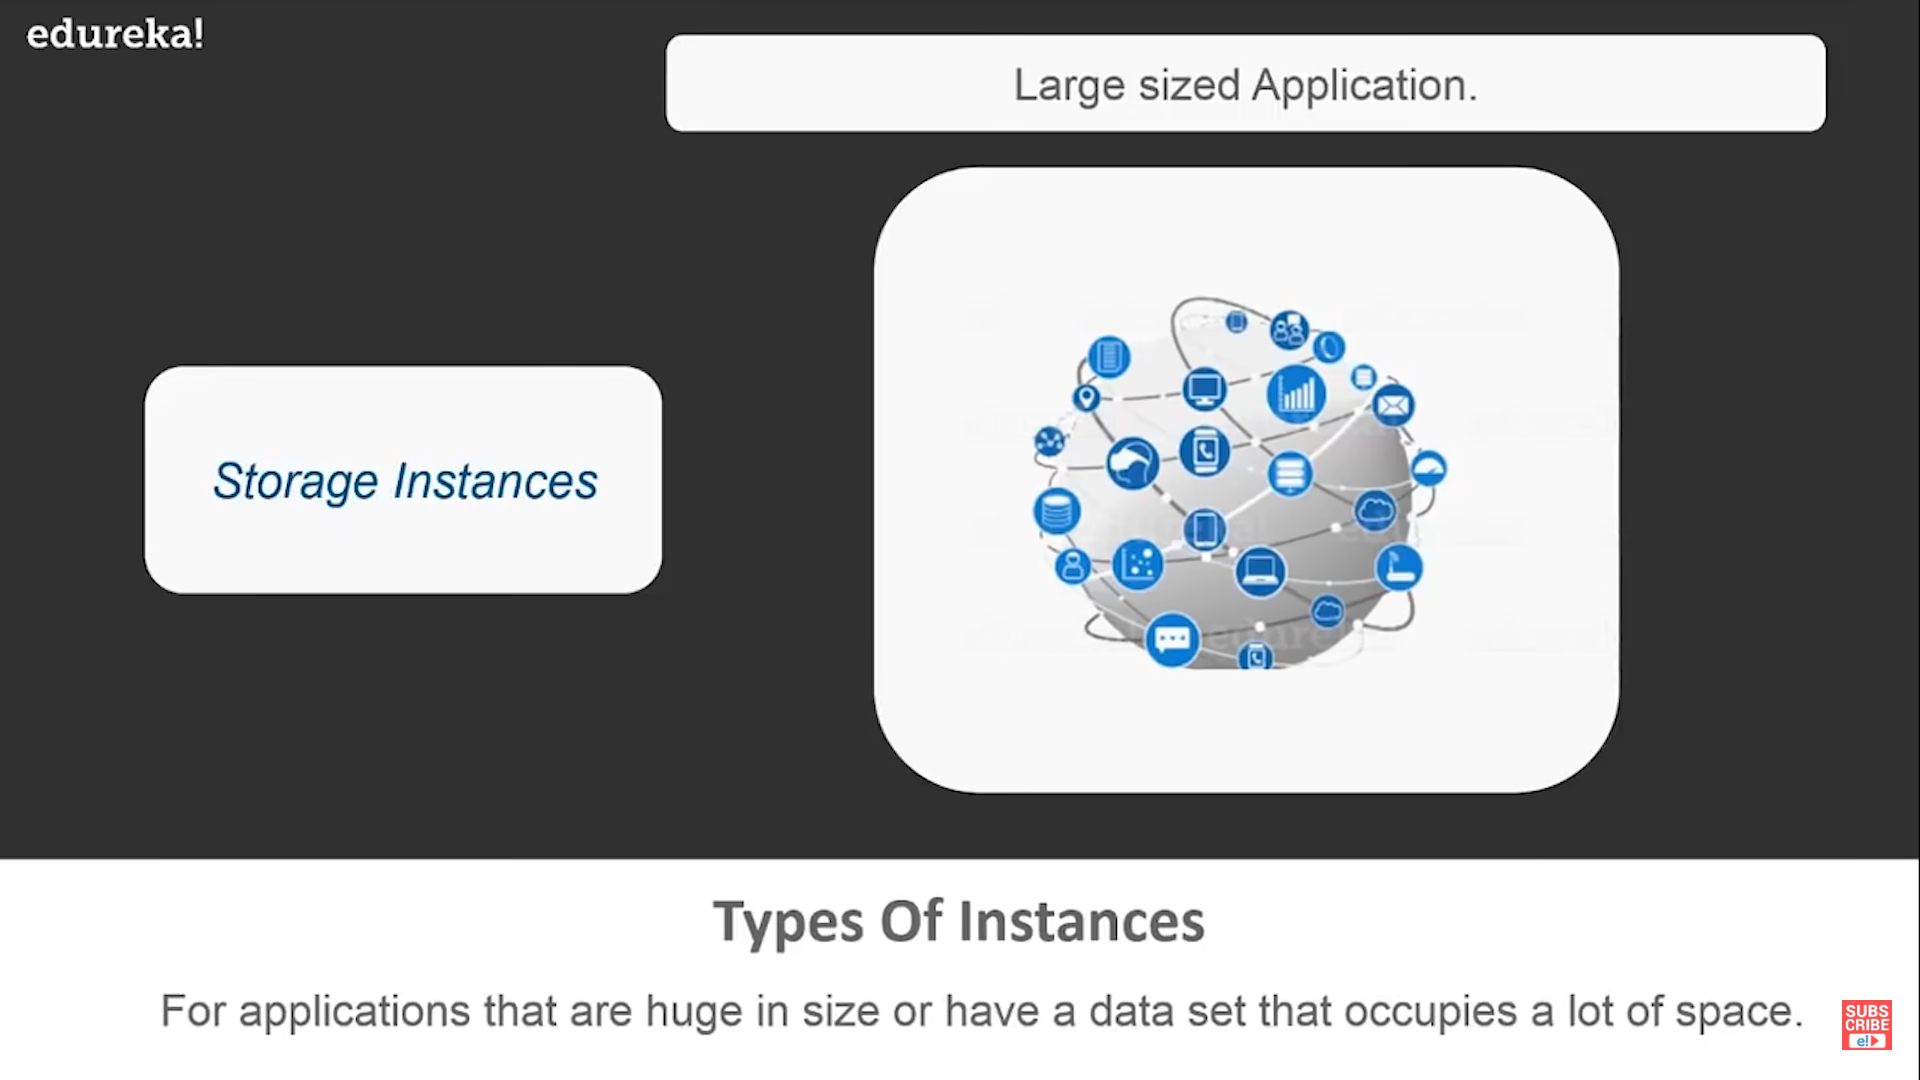 edureka!
Large sized Application.
Storage Instances
edureka!
Types Of Instances
For applications that are huge in size or have a data set that occupies a lot of space.
SUBS
CRIBE
e!